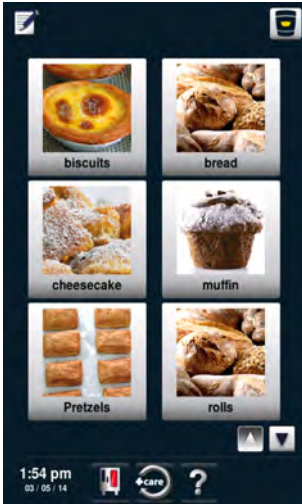 biscuits
bread
cheesecake
muffin
Pretzels
rolls
1:54 pm
03 / 05 / 14
+care
?